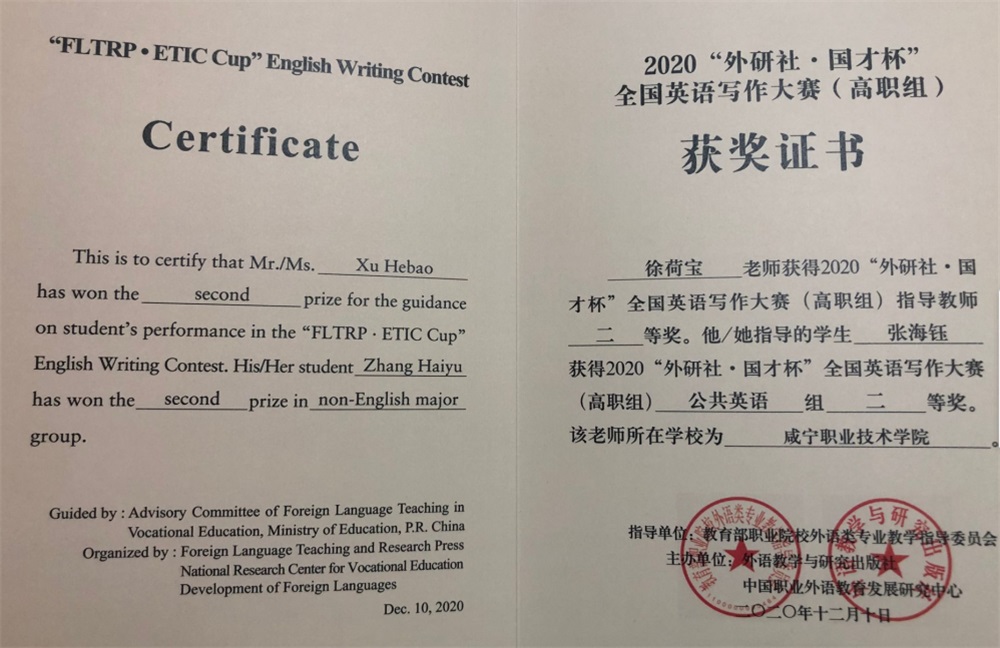 “FLTRP • ETIC Cup” English Writing Contest
Certificate
This is to certify that Mr./Ms. Xu Hebao
has won the second prize for the guidance
on student’s performance in the “FLTRP · ETIC Cup”
English Writing Contest. His/Her student Zhang Haiyu
has won the second prize in non-English major
group.
Guided by : Advisory Committee of Foreign Language Teaching in
Vocational Education, Ministry of Education, P.R. China
Organized by : Foreign Language Teaching and Research Press
National Research Center for Vocational Education
Development of Foreign Languages
Dec. 10, 2020
2020“外研社·国才杯”
全国英语写作大赛（高职组）
获奖证书
徐荷宝 老师获得2020“外研社·国
才杯”全国英语写作大赛（高职组）指导教师
二 等奖。他/她指导的学生 张海钰
获得2020“外研社·国才杯”全国英语写作大赛
（高职组） 公共英语 组 二 等奖。
该老师所在学校为 咸宁职业技术学院 。
指导单位：教育部职业院校外语类专业教学指导委员会
主办单位：外语教学与研究出版社
中国职业外语教育发展研究中心
二〇二〇年十二月十日
外语教学与研究出版社